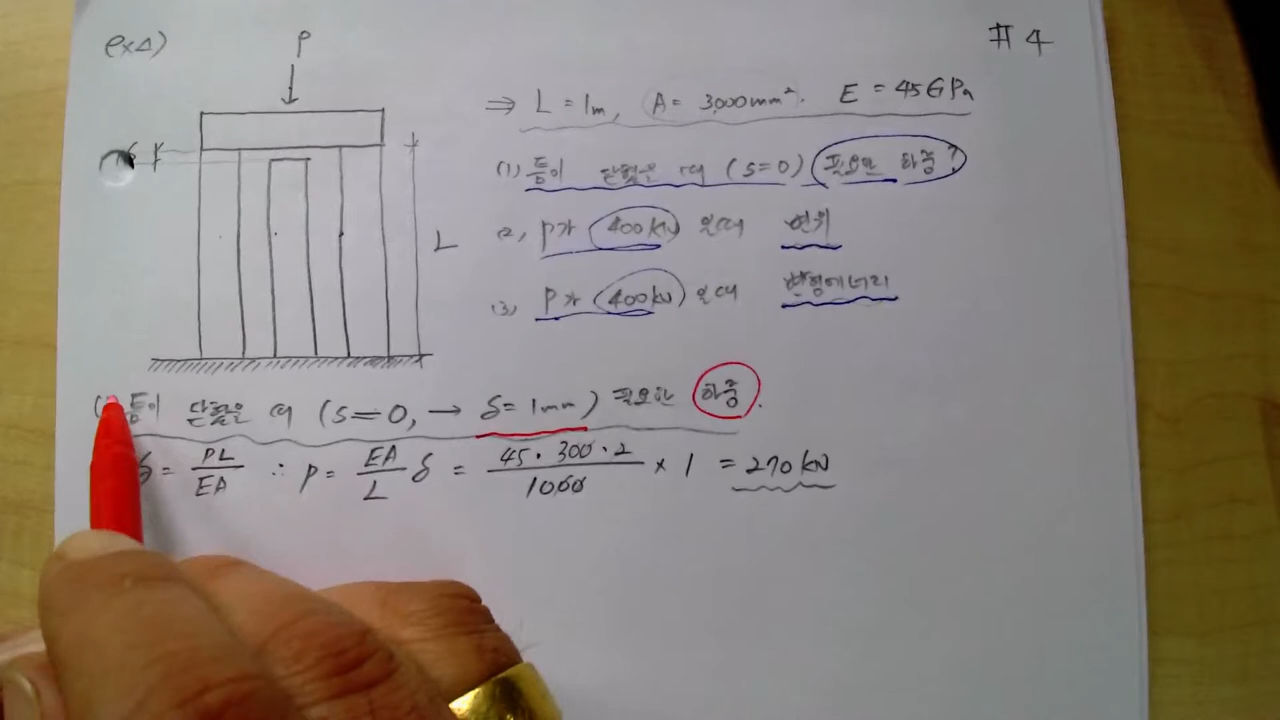 ex4)
# 4
P
⇒ L = 1m, A = 3,000mm². E = 45GPa
(1) 틈이 닫혔을 때 (s=0) 필요한 하중?
(2) P가 400kN 일때 변위
L
(3) P가 400kN 일때 변형에너지
틈이 닫혔을 때 (s=0, → δ= 1mm) 필요한 하중.
δ = PL/EA ∴ P = EA/L δ = 45·300·2/1000 × 1 = 270kN